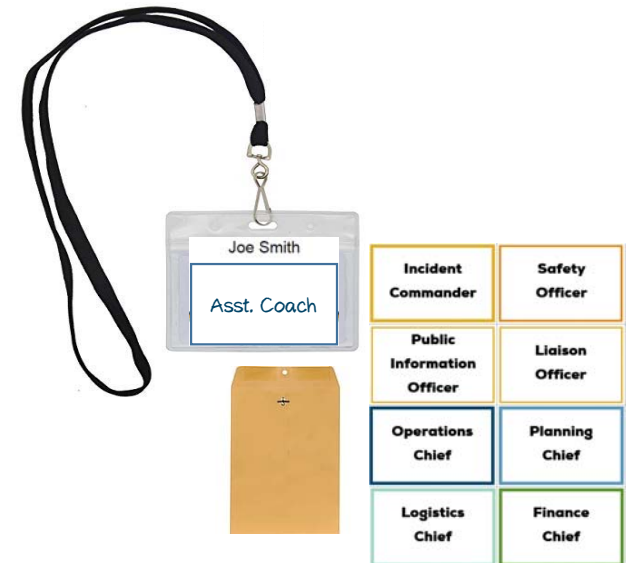 Joe Smith
Asst. Coach
Incident
Commander
Safety
Officer
Public
Information
Officer
Liaison
Officer
Operations
Chief
Planning
Chief
Logistics
Chief
Finance
Chief